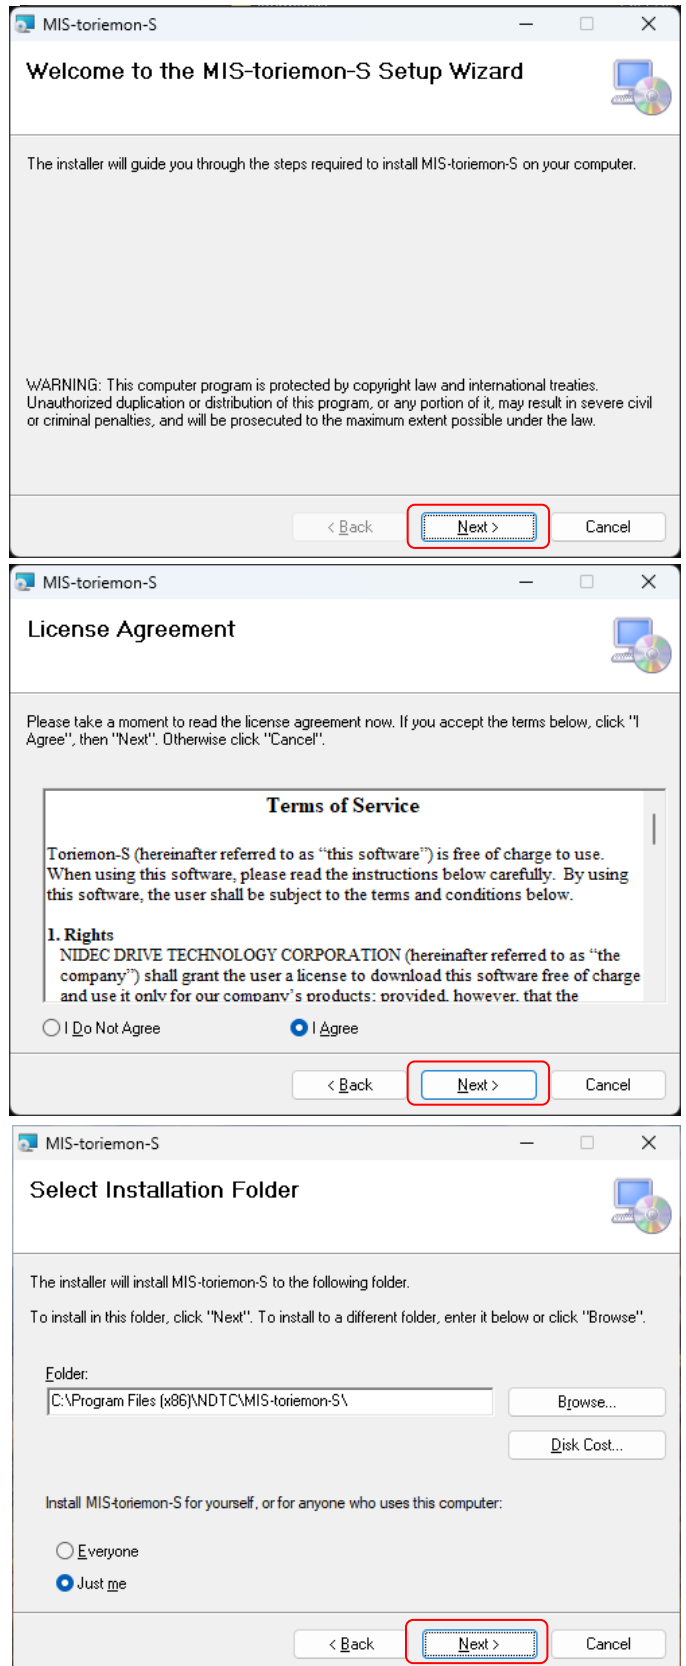 MIS-toriemon-S
Welcome to the MIS-toriemon-S Setup Wizard
The installer will guide you through the steps required to install MIS-toriemon-S on your computer.
WARNING: This computer program is protected by copyright law and international treaties.
Unauthorized duplication or distribution of this program, or any portion of it, may result in severe civil
or criminal penalties, and will be prosecuted to the maximum extent possible under the law.
< Back Next > Cancel
MIS-toriemon-S
License Agreement
Please take a moment to read the license agreement now. If you accept the terms below, click "I
Agree", then "Next". Otherwise click "Cancel".
Terms of Service
Toriemon-S (hereinafter referred to as “this software”) is free of charge to use.
When using this software, please read the instructions below carefully. By using
this software, the user shall be subject to the terms and conditions below.
1. Rights
NIDEC DRIVE TECHNOLOGY CORPORATION (hereinafter referred to as “the
company”) shall grant the user a license to download this software free of charge
and use it only for our company’s products; provided, however, that the
I Do Not Agree I Agree
< Back Next > Cancel
MIS-toriemon-S
Select Installation Folder
The installer will install MIS-toriemon-S to the following folder.
To install in this folder, click "Next". To install to a different folder, enter it below or click "Browse".
Folder:
C:\Program Files (x86)\NDTC\MIS-toriemon-S\
Browse...
Disk Cost...
Install MIS-toriemon-S for yourself, or for anyone who uses this computer:
Everyone
Just me
< Back Next > Cancel